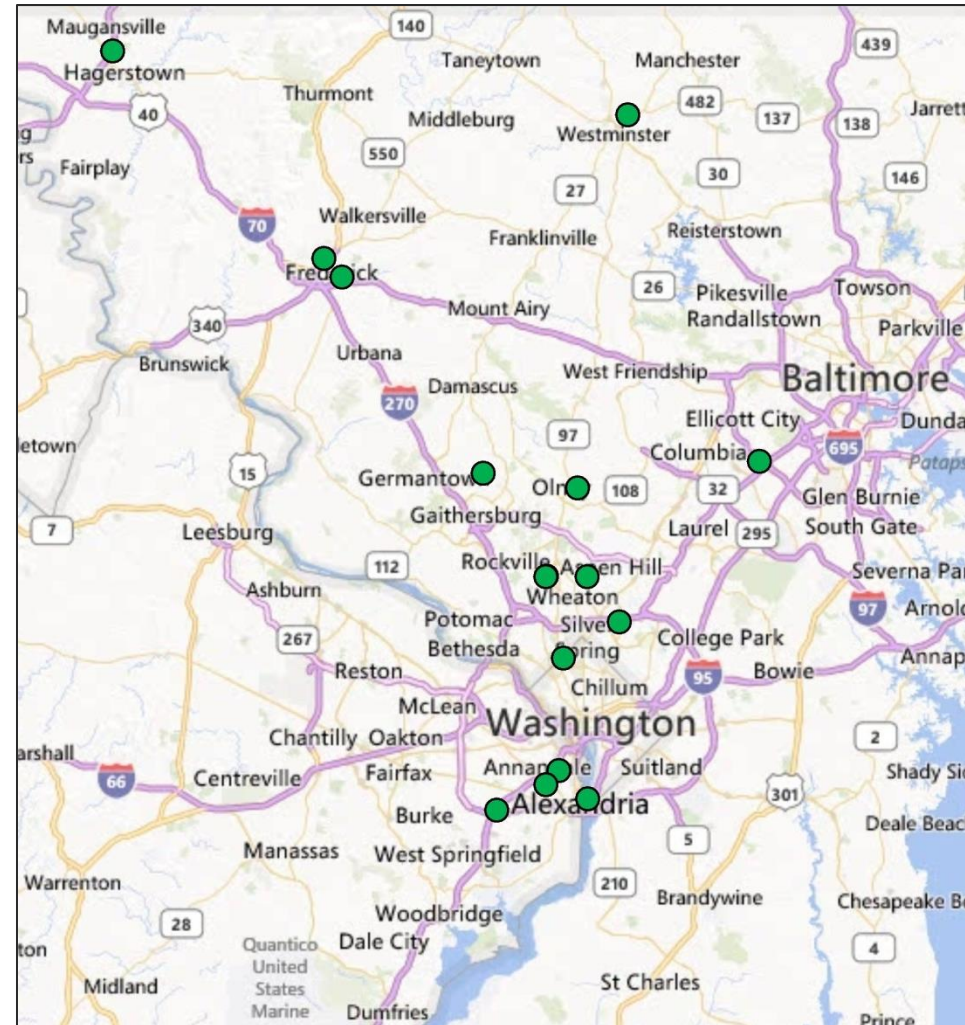 Maugansville
140
439
Taneytown
Manchester
Hagerstown
Thurmont
482
40
Middleburg
137
138
Westminster
550
Fairplay
30
146
27
Walkersville
70
Franklinville
Reisterstown
26
Pikesville
Towson
Mount Airy
Randallstown
340
Parkville
Urbana
Brunswick
West Friendship
Damascus
Baltimore
270
Ellicott City
97
695
Columbia
15
Germantow
108
32
Glen Burnie
Gaithersburg
7
Leesburg
Laurel
295
South Gate
112
Rockville
Hill
Severna
Ashburn
Wheaton
97
267
Potomac
Silve
College Park
Bethesda
Reston
95
Bowie
Chillum
McLean
Washington
Chantilly
Oakton
2
66
Centreville
Fairfax
Suitland
301
Burke
5
Manassas
West Springfield
Warrenton
210
Brandywine
28
Woodbridge
Quantico
Dale City
4
United
States
Midland
St Charles
Marine
Dumfries
Prince